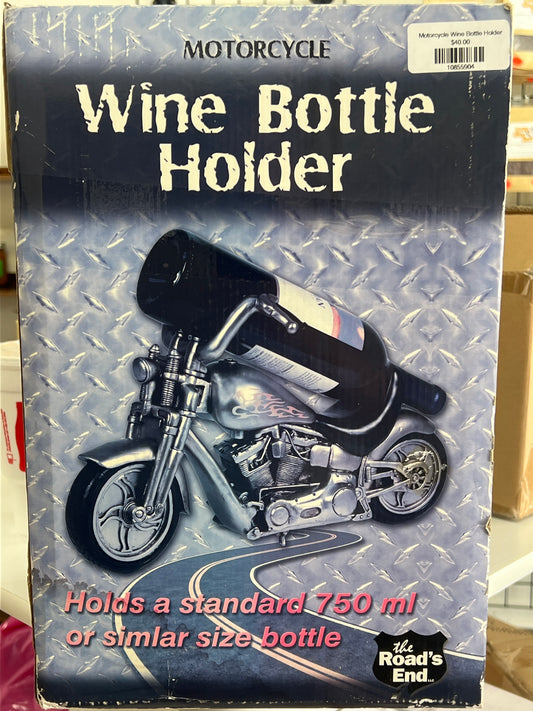 Motorcycle Wine Bottle Holder
$40.00
10855904
MOTORCYCLE
Wine Bottle
Holder
Holds a standard 750 ml
or simlar size bottle
the
Road's
End...